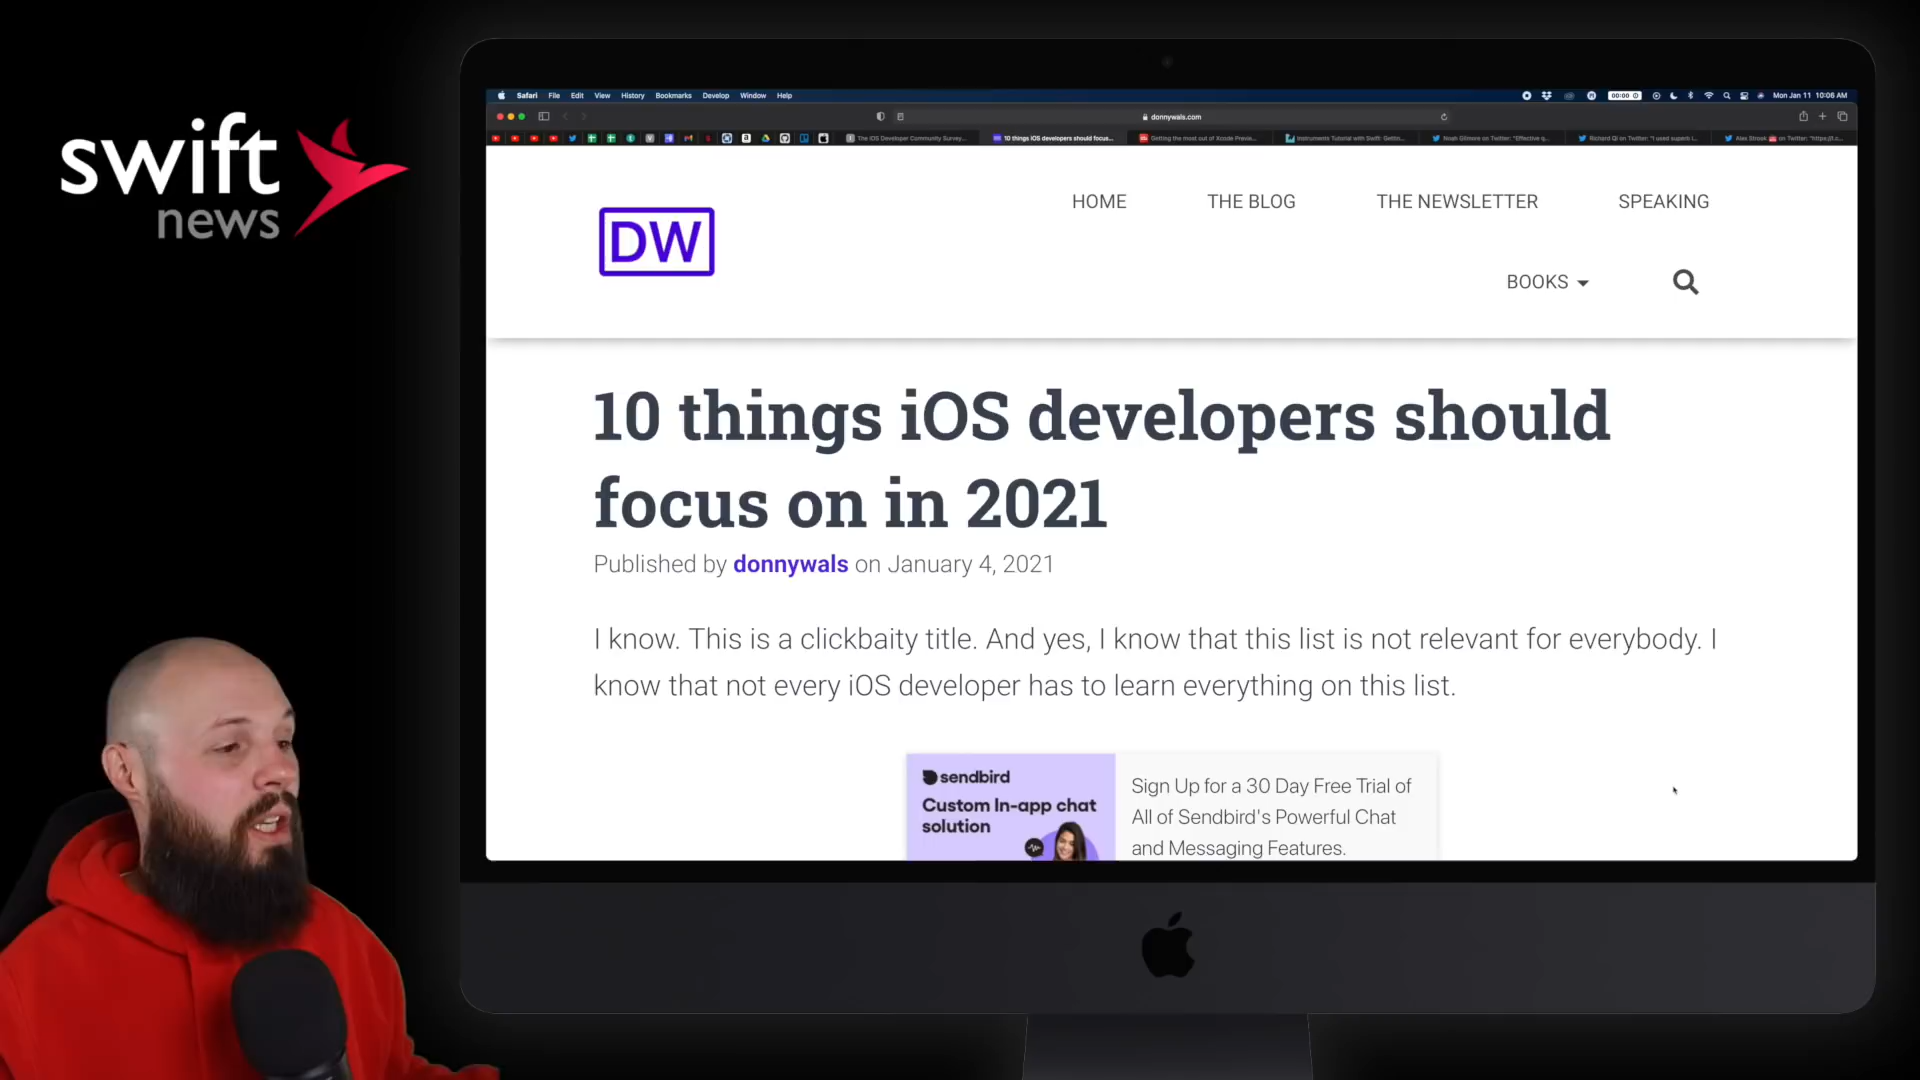 swift
news
Safari File Edit View History Bookmarks Develop Window Help
00:00
Mon Jan 11 10:06 AM
donnywals.com
The iOS Developer Community Survey...
10 things iOS developers should focus...
Getting the most out of Xcode Previe...
Instruments Tutorial with Swift: Gettin...
Noah Gilmore on Twitter: "Effective q...
Richard Qi on Twitter: "I used superb i...
Alex Strook on Twitter: "https://t.c...
DW
HOME THE BLOG THE NEWSLETTER SPEAKING
BOOKS
10 things iOS developers should
focus on in 2021
Published by donnywals on January 4, 2021
I know. This is a clickbaity title. And yes, I know that this list is not relevant for everybody. I
know that not every iOS developer has to learn everything on this list.
sendbird
Custom In-app chat
solution
Sign Up for a 30 Day Free Trial of
All of Sendbird's Powerful Chat
and Messaging Features.